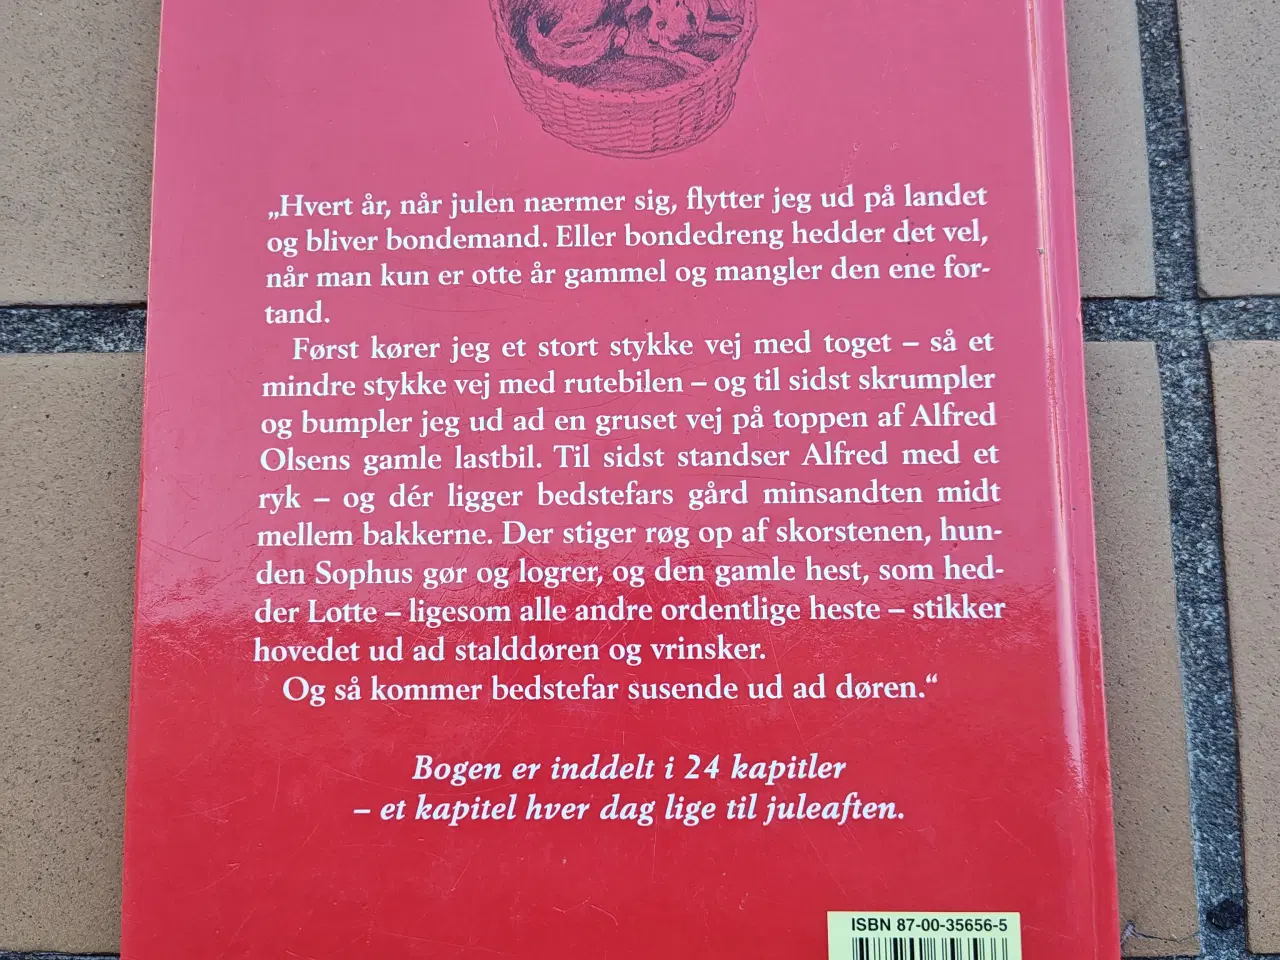 „Hvert år, når julen nærmer sig, flytter jeg ud på landet
og bliver bondemand. Eller bondedreng hedder det vel,
når man kun er otte år gammel og mangler den ene for-
tand.
Først kører jeg et stort stykke vej med toget – så et
mindre stykke vej med rutebilen – og til sidst skrumpler
og bumpler jeg ud ad en gruset vej på toppen af Alfred
Olsens gamle lastbil. Til sidst standser Alfred med et
ryk – og dér ligger bedstefars gård minsandten midt
mellem bakkerne. Der stiger røg op af skorstenen, hun-
den Sophus gør og logrer, og den gamle hest, som hed-
der Lotte – ligesom alle andre ordentlige heste – stikker
hovedet ud ad stalddøren og vrinsker.
Og så kommer bedstefar susende ud ad døren.“
Bogen er inddelt i 24 kapitler
– et kapitel hver dag lige til juleaften.
ISBN 87-00-35656-5